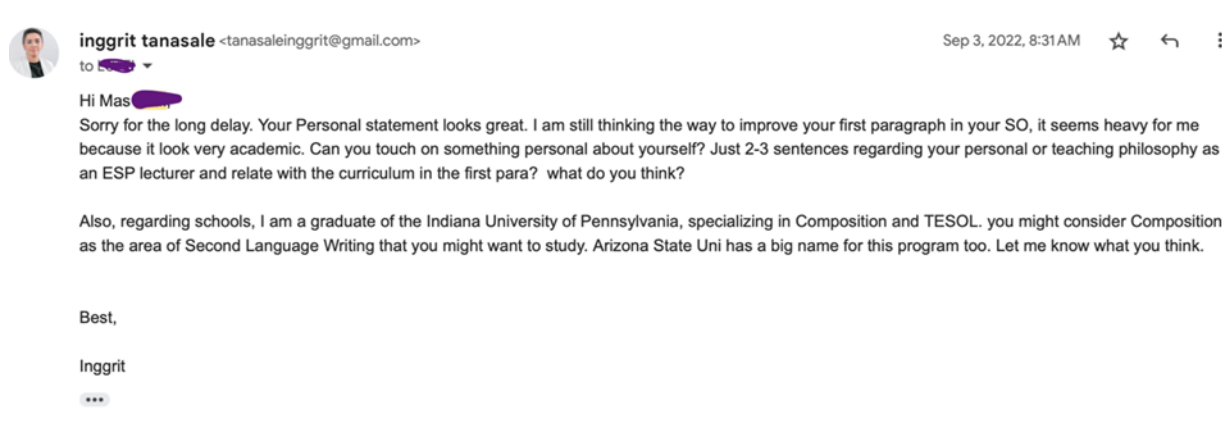 inggrit tanasale <tanasaleinggrit@gmail.com>
Sep 3, 2022, 8:31 AM
to
Hi Mas
Sorry for the long delay. Your Personal statement looks great. I am still thinking the way to improve your first paragraph in your SO, it seems heavy for me
because it look very academic. Can you touch on something personal about yourself? Just 2-3 sentences regarding your personal or teaching philosophy as
an ESP lecturer and relate with the curriculum in the first para?  what do you think?
Also, regarding schools, I am a graduate of the Indiana University of Pennsylvania, specializing in Composition and TESOL. you might consider Composition
as the area of Second Language Writing that you might want to study. Arizona State Uni has a big name for this program too. Let me know what you think.
Best,
Inggrit